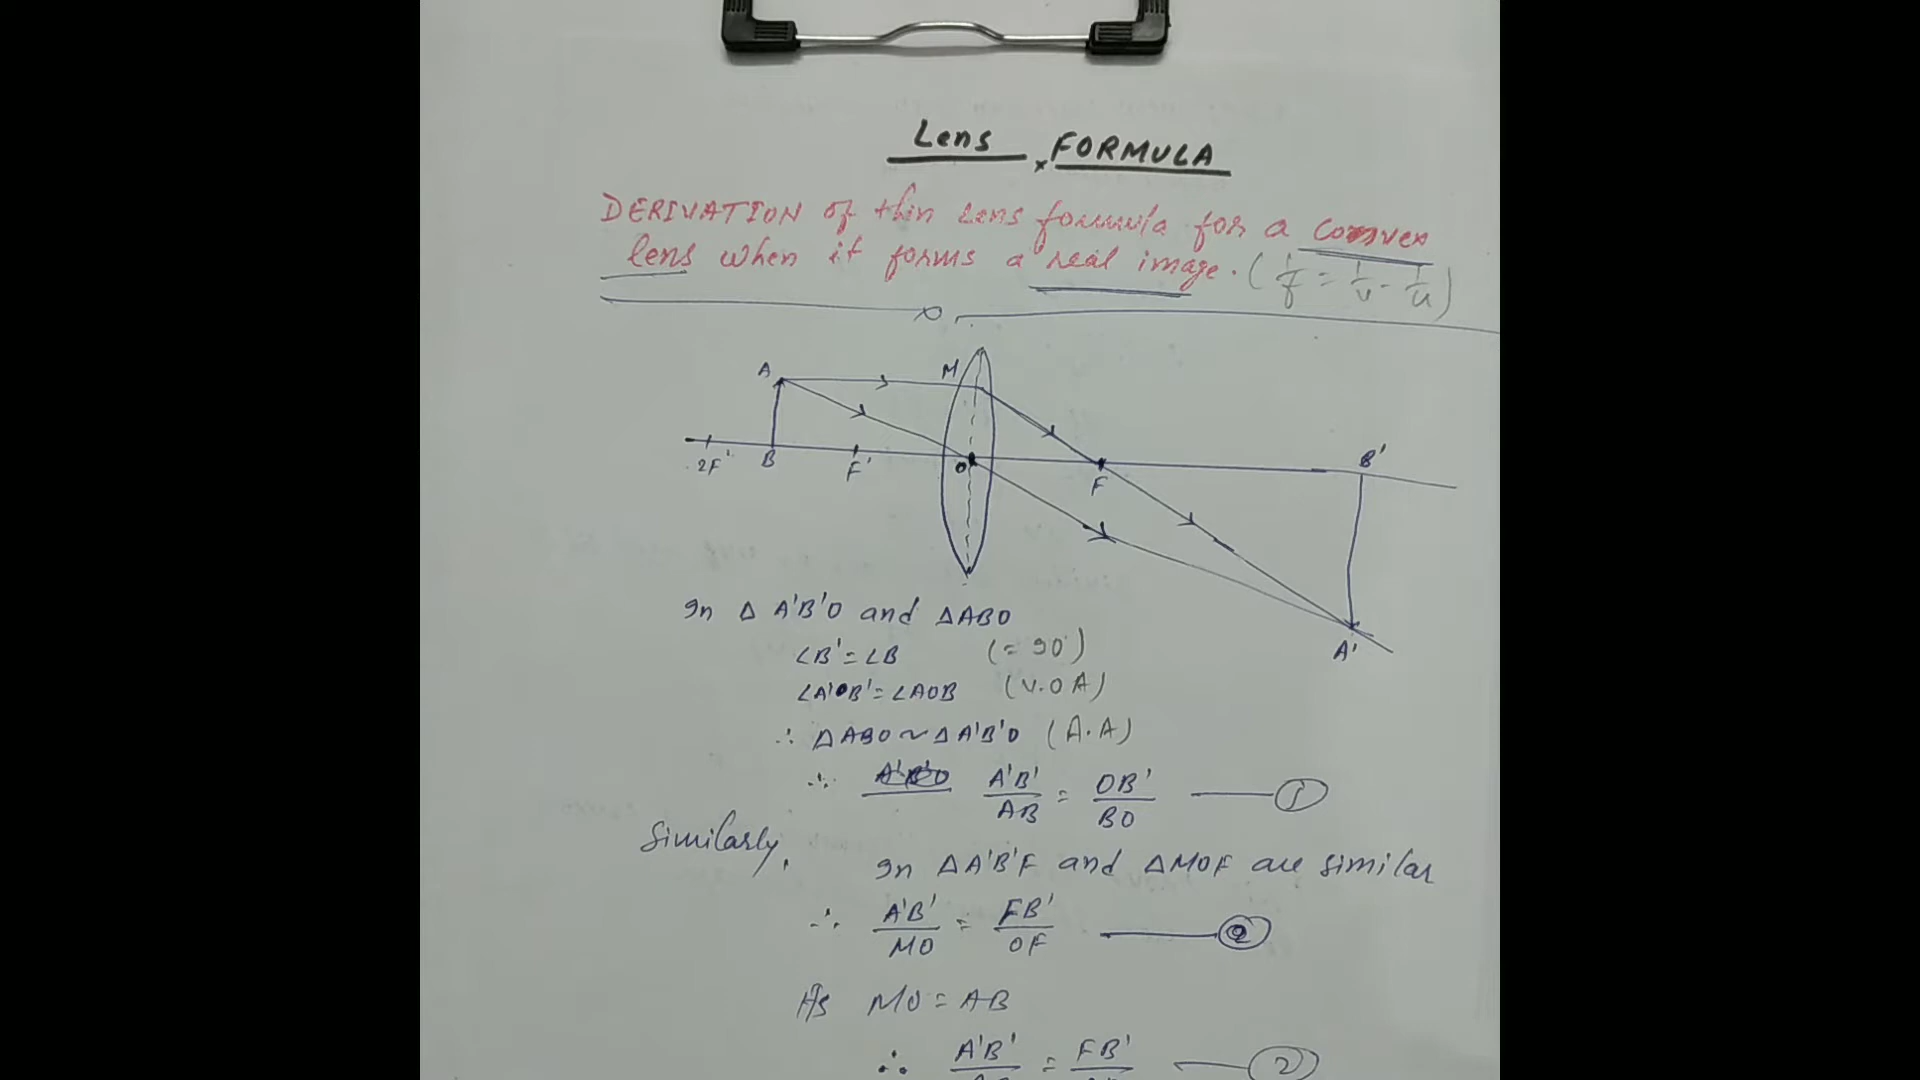 Lens FORMULA
DERIVATION of thin lens formula for a convex
lens when it forms a real image. (1/f = 1/v - 1/u)
A M
2F' B F' O F B'
A'
In Δ A'B'O and ΔABO
∠B' = ∠B (= 90°)
∠A'OB' = ∠AOB (V.O A)
∴ ΔABO ~ ΔA'B'O (A.A)
∴ A'B'/AB = OB'/BO ① 
Similarly,
In ΔA'B'F and ΔMOF are similar
∴ A'B'/MO = FB'/OF ②
As MO = AB
∴ A'B' = FB' ②